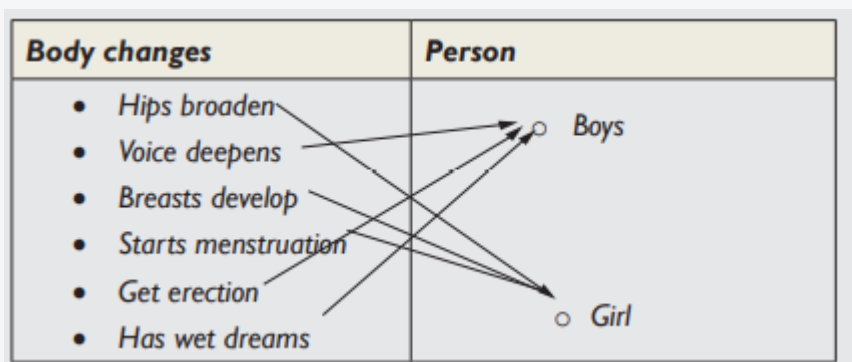 Body changes
Person
• Hips broaden
• Voice deepens
• Breasts develop
• Starts menstruation
• Get erection
• Has wet dreams
○ Boys
○ Girl